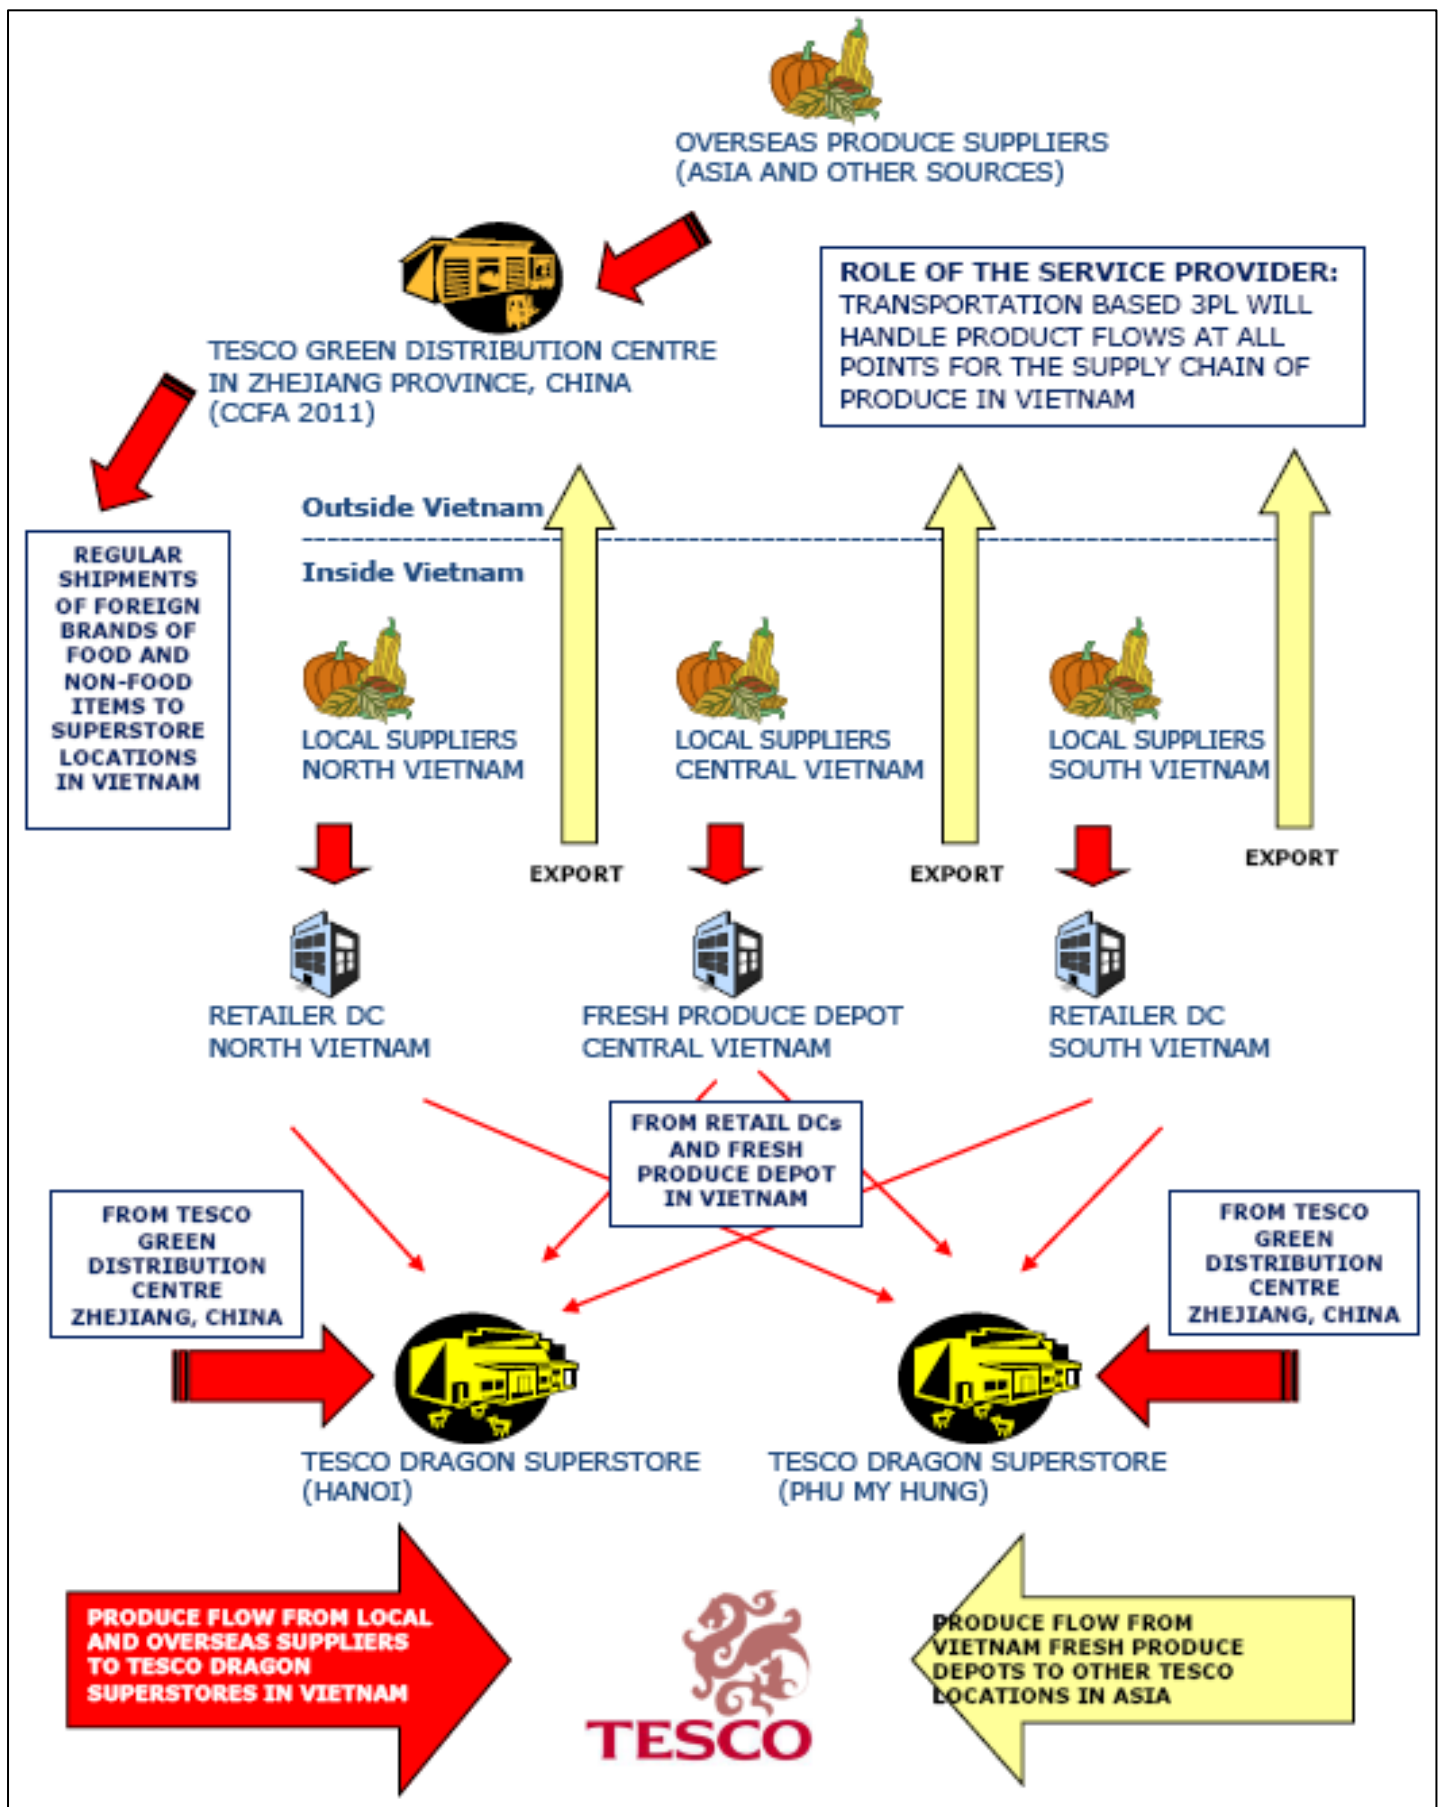 OVERSEAS PRODUCE SUPPLIERS
(ASIA AND OTHER SOURCES)
TESCO GREEN DISTRIBUTION CENTRE
IN ZHEJIANG PROVINCE, CHINA
(CCFA 2011)
ROLE OF THE SERVICE PROVIDER:
TRANSPORTATION BASED 3PL WILL
HANDLE PRODUCT FLOWS AT ALL
POINTS FOR THE SUPPLY CHAIN OF
PRODUCE IN VIETNAM
Outside Vietnam
Inside Vietnam
REGULAR
SHIPMENTS
OF FOREIGN
BRANDS OF
FOOD AND
NON-FOOD
ITEMS TO
SUPERSTORE
LOCATIONS
IN VIETNAM
LOCAL SUPPLIERS
NORTH VIETNAM
LOCAL SUPPLIERS
CENTRAL VIETNAM
LOCAL SUPPLIERS
SOUTH VIETNAM
EXPORT
EXPORT
EXPORT
RETAILER DC
NORTH VIETNAM
FRESH PRODUCE DEPOT
CENTRAL VIETNAM
RETAILER DC
SOUTH VIETNAM
FROM RETAIL DCs
AND FRESH
PRODUCE DEPOT
IN VIETNAM
FROM TESCO
GREEN
DISTRIBUTION
CENTRE
ZHEJIANG, CHINA
FROM TESCO
GREEN
DISTRIBUTION
CENTRE
ZHEJIANG, CHINA
TESCO DRAGON SUPERSTORE
(HANOI)
TESCO DRAGON SUPERSTORE
(PHU MY HUNG)
PRODUCE FLOW FROM LOCAL
AND OVERSEAS SUPPLIERS
TO TESCO DRAGON
SUPERSTORES IN VIETNAM
TESCO
PRODUCE FLOW FROM
VIETNAM FRESH PRODUCE
DEPOTS TO OTHER TESCO
LOCATIONS IN ASIA